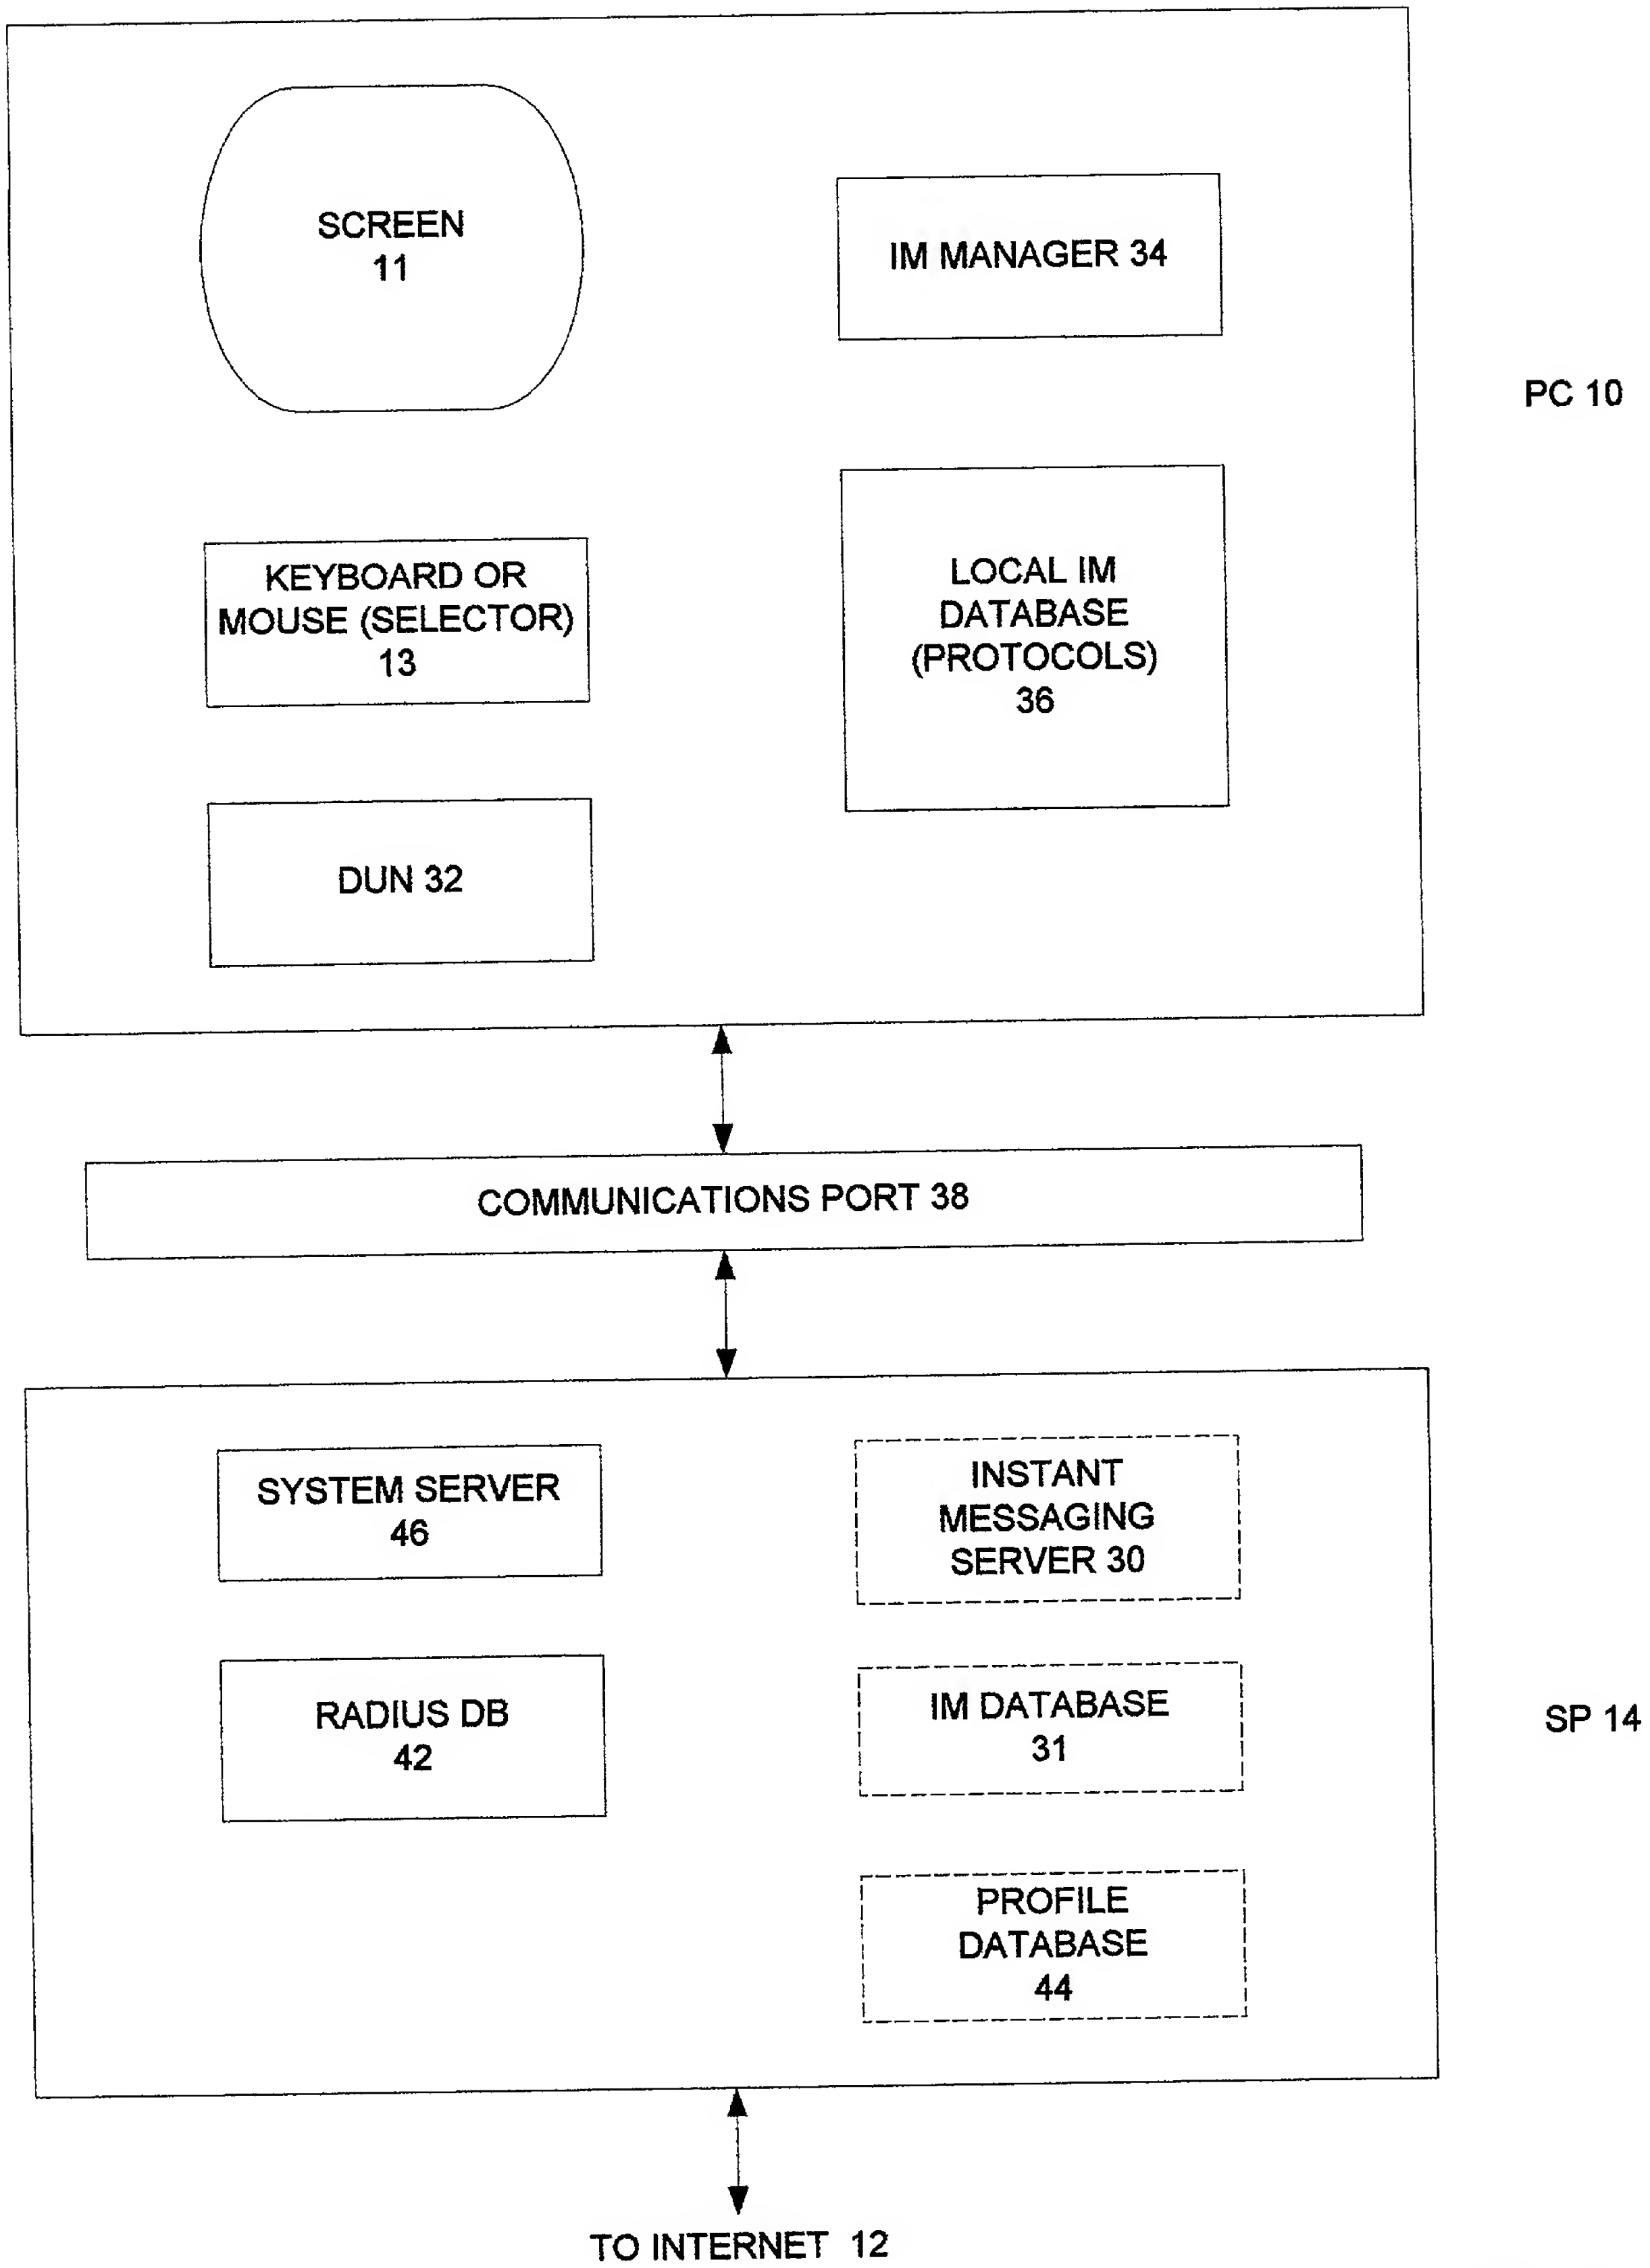 SCREEN
11
IM MANAGER 34
PC 10
KEYBOARD OR
MOUSE (SELECTOR)
13
LOCAL IM
DATABASE
(PROTOCOLS)
36
DUN 32
COMMUNICATIONS PORT 38
SYSTEM SERVER
46
INSTANT
MESSAGING
SERVER 30
RADIUS DB
42
IM DATABASE
31
SP 14
PROFILE
DATABASE
44
TO INTERNET 12